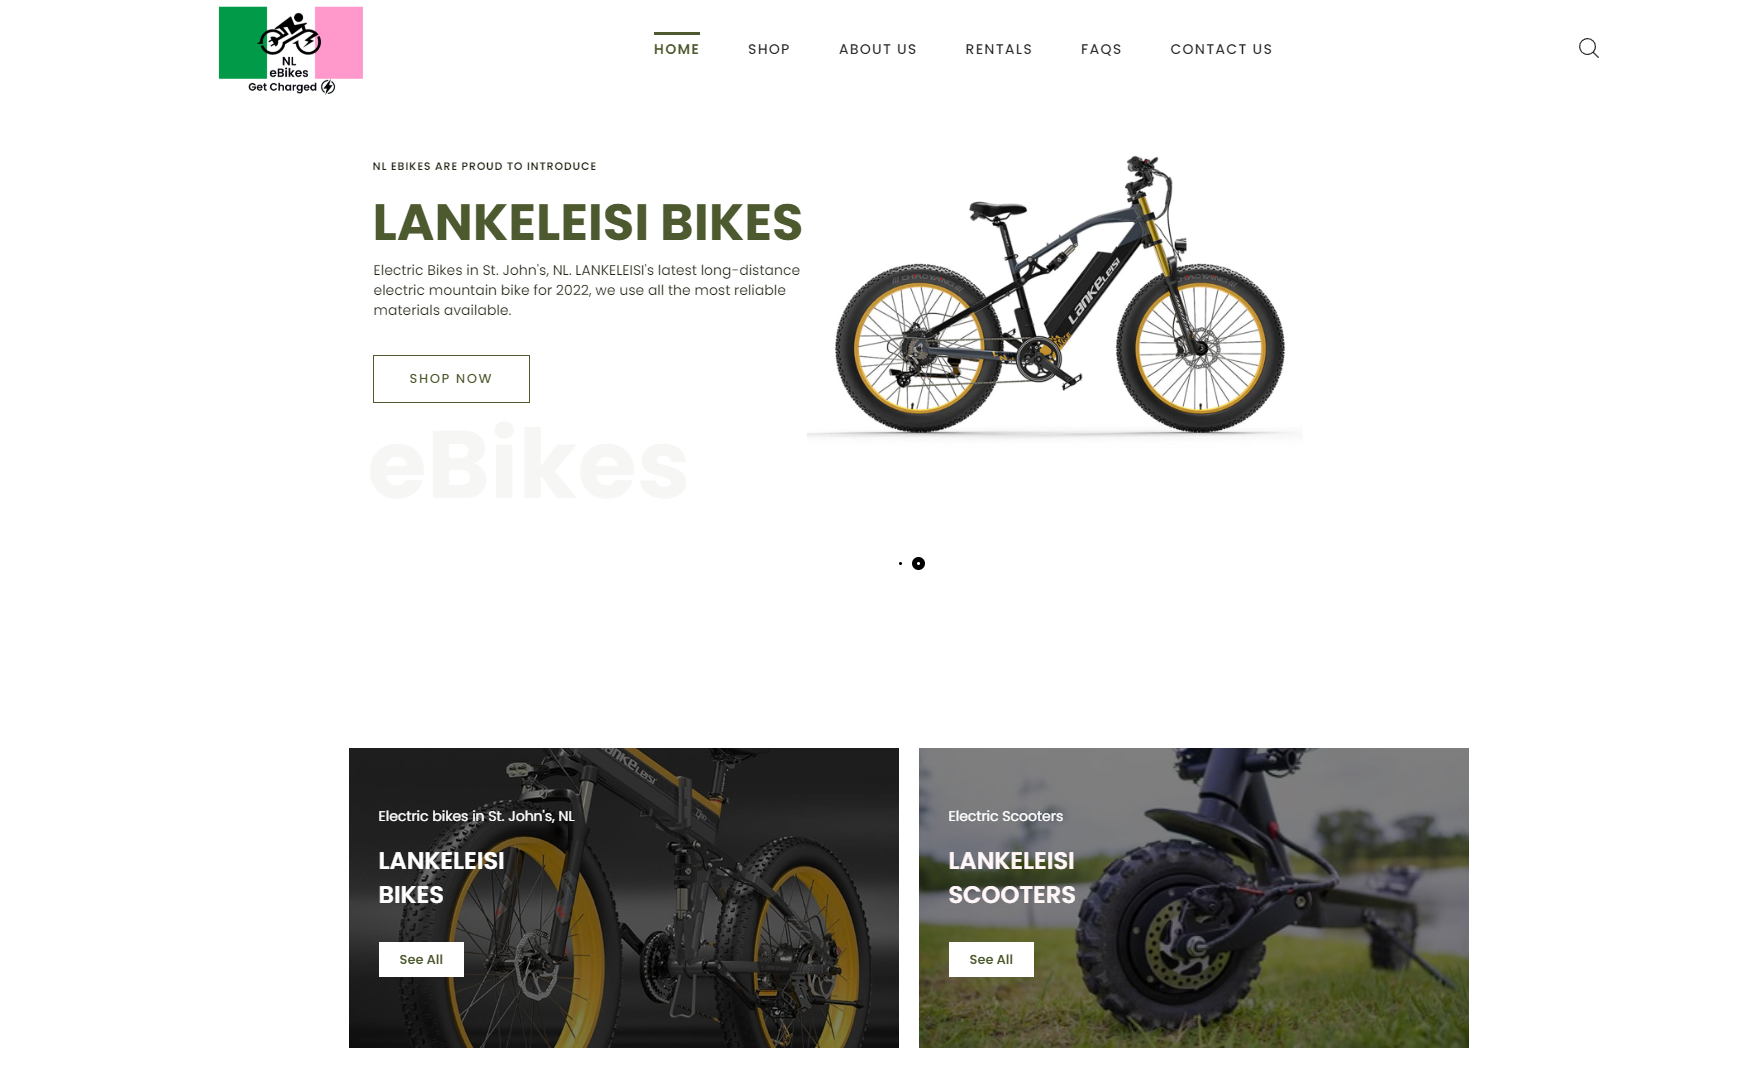 NL
eBikes
Get Charged
HOME
SHOP
ABOUT US
RENTALS
FAQS
CONTACT US
NL EBIKES ARE PROUD TO INTRODUCE
LANKELEISI BIKES
Electric Bikes in St. John's, NL. LANKELEISI's latest long-distance
electric mountain bike for 2022, we use all the most reliable
materials available.
SHOP NOW
eBikes
CHAOYANG
LANKELEISI
Electric bikes in St. John's, NL
LANKELEISI
BIKES
See All
Electric Scooters
LANKELEISI
SCOOTERS
See All